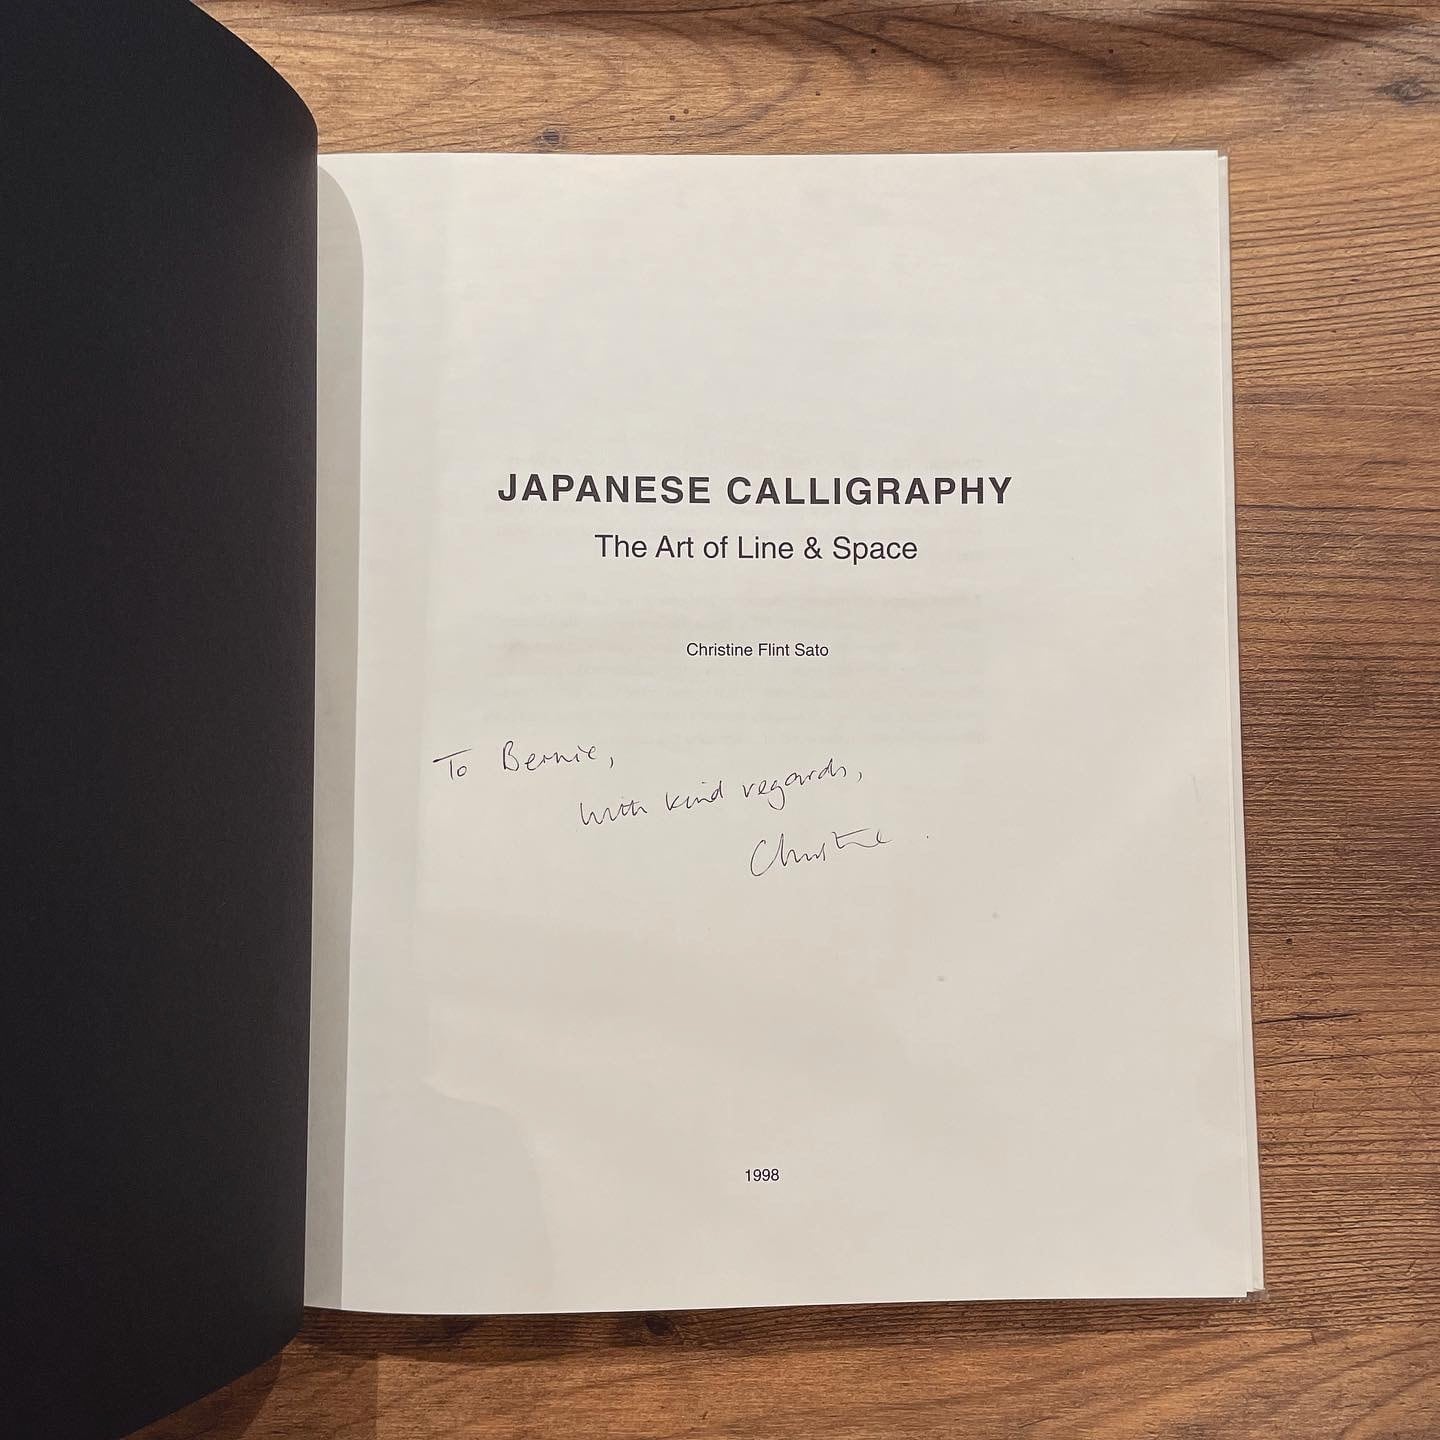 JAPANESE CALLIGRAPHY
The Art of Line & Space
Christine Flint Sato
To Bernie,
With kind regards,
Christine.
1998